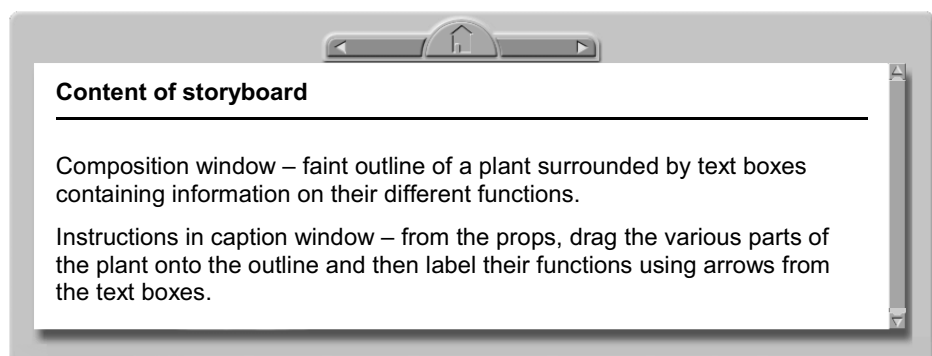 Content of storyboard
Composition window – faint outline of a plant surrounded by text boxes
containing information on their different functions.
Instructions in caption window – from the props, drag the various parts of
the plant onto the outline and then label their functions using arrows from
the text boxes.